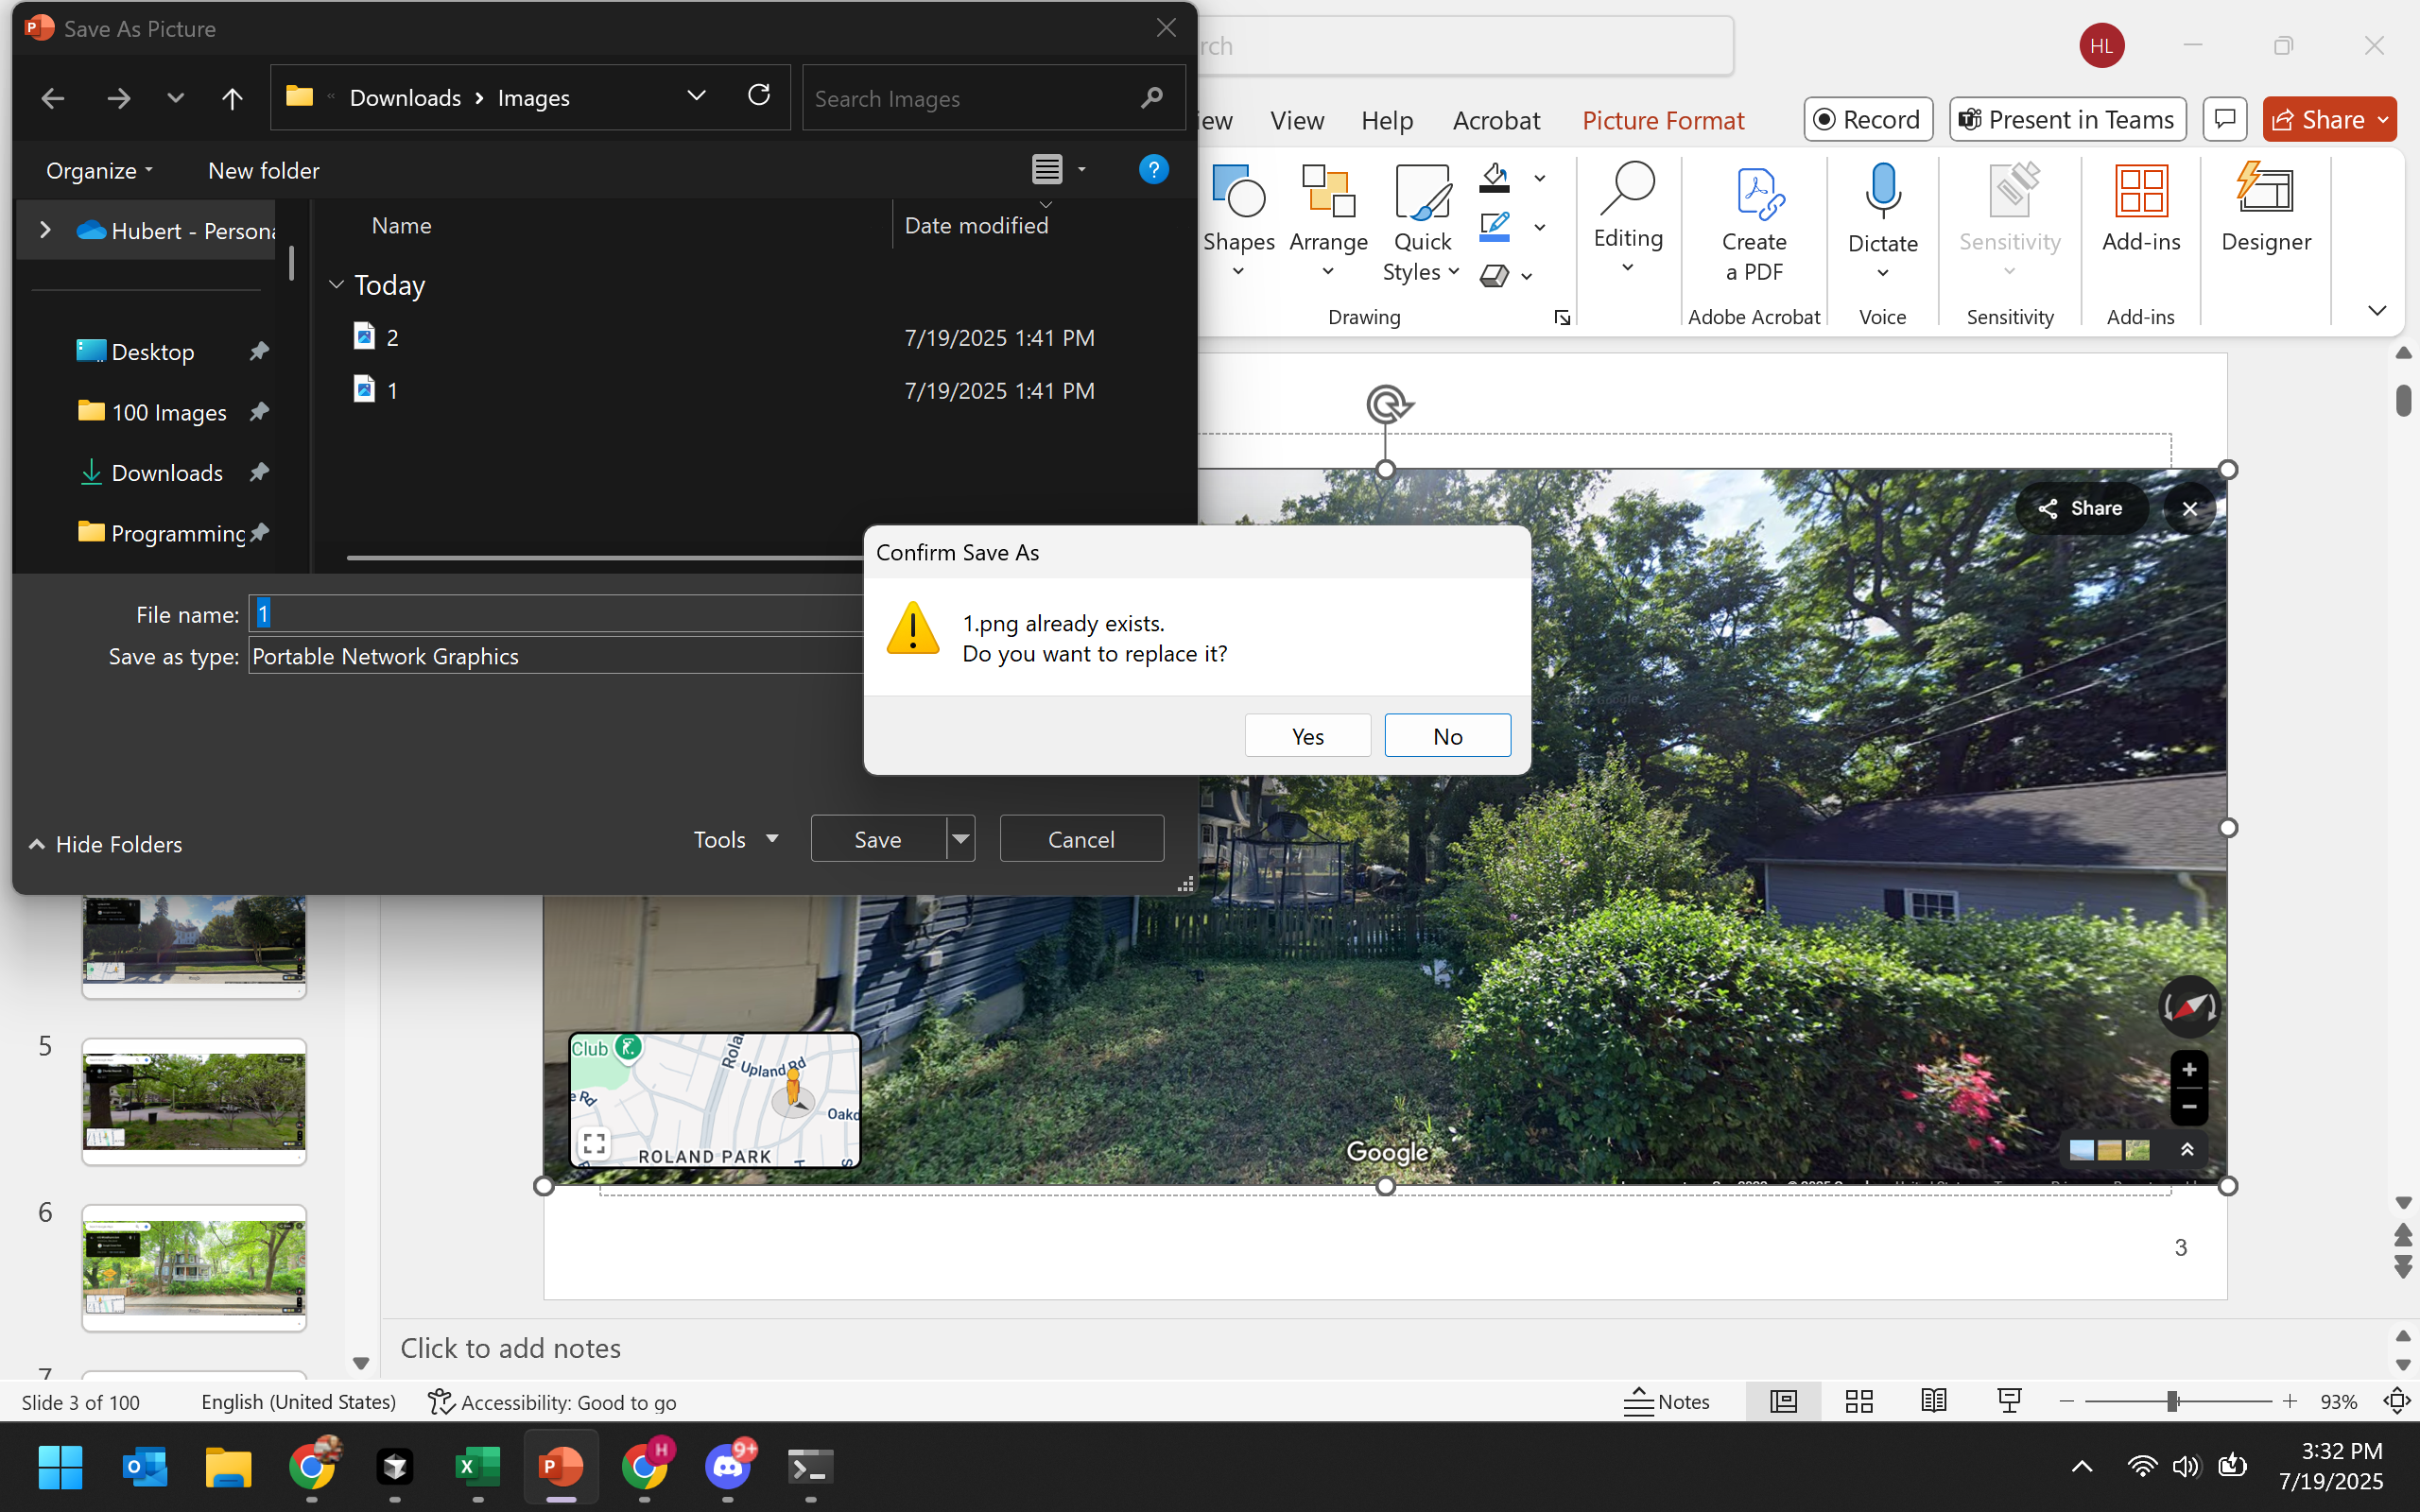 Save As Picture
Downloads > Images
Search Images
Organize
New folder
Hubert - Persona
Desktop
100 Images
Downloads
Programming
Name
Date modified
Today
2
7/19/2025 1:41 PM
1
7/19/2025 1:41 PM
File name: 1
Save as type: Portable Network Graphics
Hide Folders
Tools
Save
Cancel
Confirm Save As
1.png already exists.
Do you want to replace it?
Yes
No
rch
HL
iew
View
Help
Acrobat
Picture Format
Record
Present in Teams
Share
Shapes
Arrange
Quick
Styles
Drawing
Editing
Create
a PDF
Adobe Acrobat
Dictate
Voice
Sensitivity
Sensitivity
Add-ins
Add-ins
Designer
Share
Club
Rola
Upland Rd
e Rd
Oakd
ROLAND PARK
Google
3
5
6
7
Click to add notes
Slide 3 of 100
English (United States)
Accessibility: Good to go
Notes
93%
9+
3:32 PM
7/19/2025